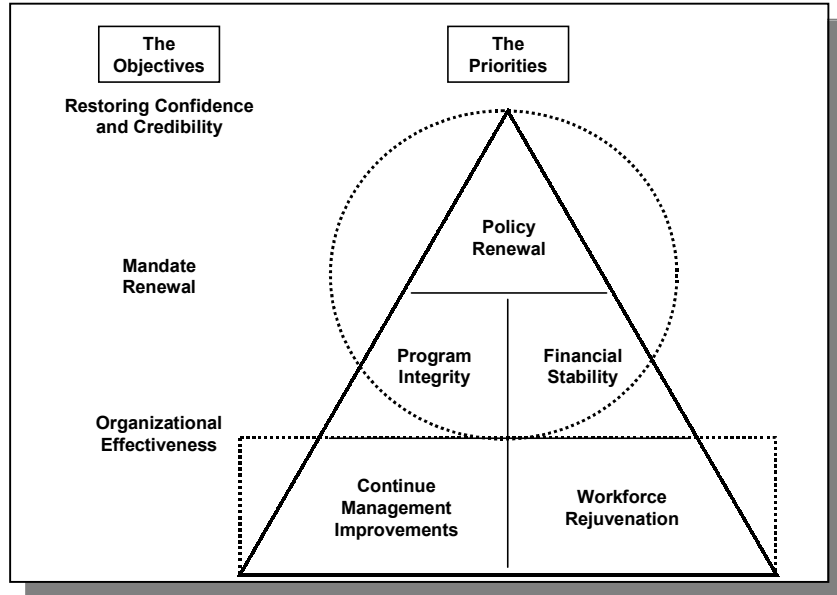 The
Objectives
The
Priorities
Restoring Confidence
and Credibility
Policy
Renewal
Mandate
Renewal
Program
Integrity
Financial
Stability
Organizational
Effectiveness
Continue
Management
Improvements
Workforce
Rejuvenation